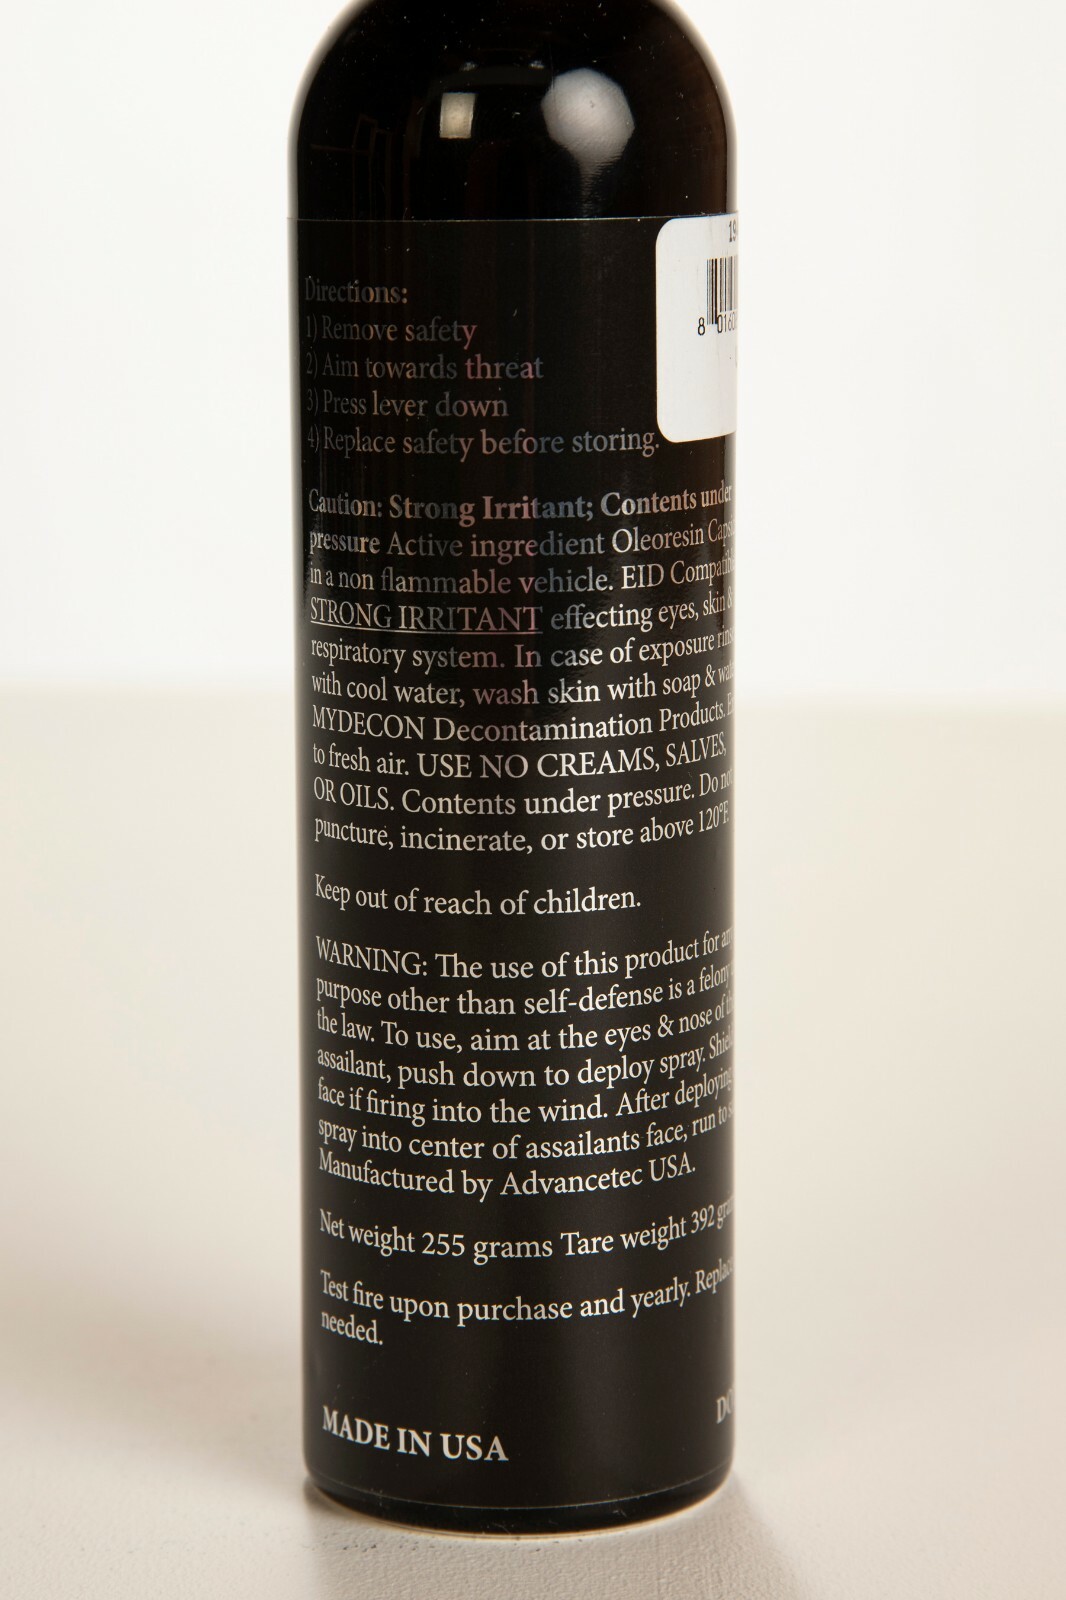 Directions:
1) Remove safety
2) Aim towards threat
3) Press lever down
4) Replace safety before storing.
19
8 0160
Caution: Strong Irritant; Contents under
pressure Active ingredient Oleoresin
in a non flammable vehicle. EID
STRONG IRRITANT effecting eyes, skin &
respiratory system. In case of exposure
with cool water, wash skin with soap &
MYDECON Decontamination Products.
to fresh air. USE NO CREAMS, SALVES,
OR OILS. Contents under pressure. Do not
puncture, incinerate, or store above 120°F.
Keep out of reach of children.
WARNING: The use of this product for
purpose other than self-defense is a felony
the law. To use, aim at the eyes & nose of
assailant, push down to deploy spray.
face if firing into the wind. After deploying
spray into center of assailants face, run to
Manufactured by Advancetec USA.
Net weight 255 grams Tare weight 392
Test fire upon purchase and yearly.
needed.
MADE IN USA